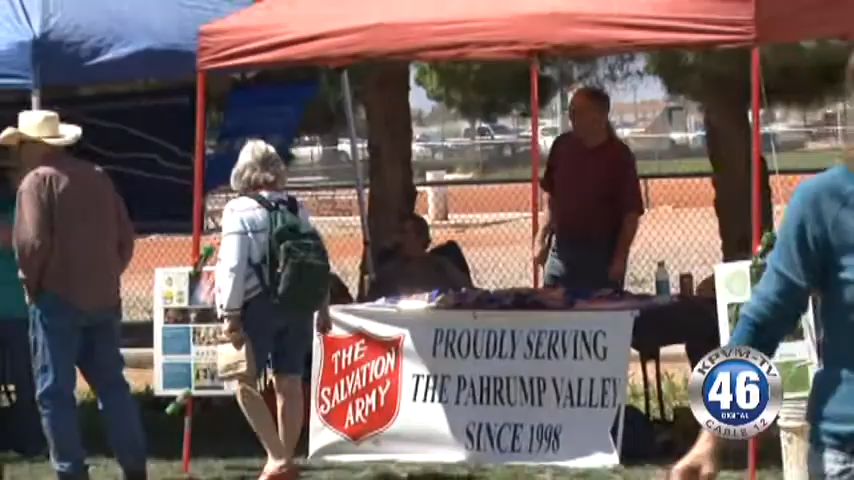 THE
SALVATION
ARMY
PROUDLY SERVING
THE PAHRUMP VALLEY
SINCE 1998
KPVM-TV
46
DIGITAL
CABLE 12